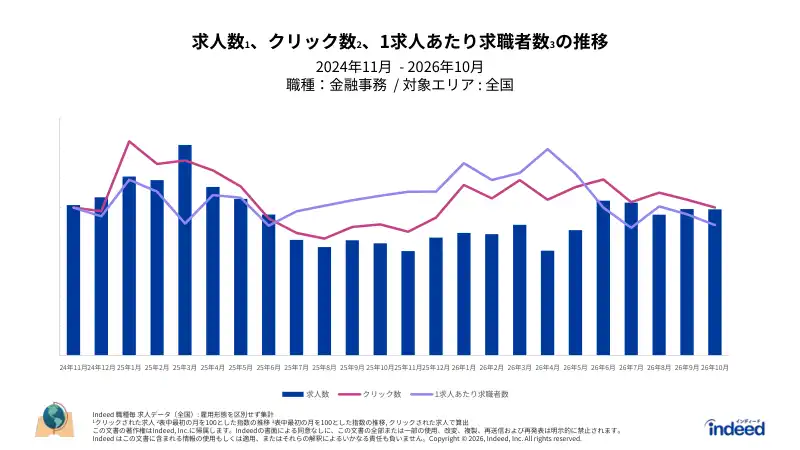 求人数1、クリック数2、1求人あたり求職者数3の推移
2024年11月 - 2026年10月
職種：金融事務 / 対象エリア : 全国
24年11月 24年12月 25年1月 25年2月 25年3月 24年4月 25年5月 25年6月 25年7月 25年8月 25年9月 25年10月 25年11月 25年12月 26年1月 26年2月 26年3月 26年4月 26年5月 26年6月 26年7月 26年8月 26年9月 26年10月
求人数 クリック数 1求人あたり求職者数
Indeed 職種毎 求人データ（全国）: 雇用形態を区別せず集計
¹クリックされた求人 ²表中最初の月を100とした指数の推移 ³表中最初の月を100とした指数の推移, クリックされた求人で算出
この文書の著作権はIndeed, Inc.に帰属します。Indeedの書面による同意なしに、この文書の全部または一部の使用、改変、複製、再送信および再発表は明示的に禁止されます。
Indeed はこの文書に含まれる情報の使用もしくは適用、またはそれらの解釈によるいかなる責任も負いません。Copyright © 2026, Indeed, Inc. All rights reserved.
インディード
indeed